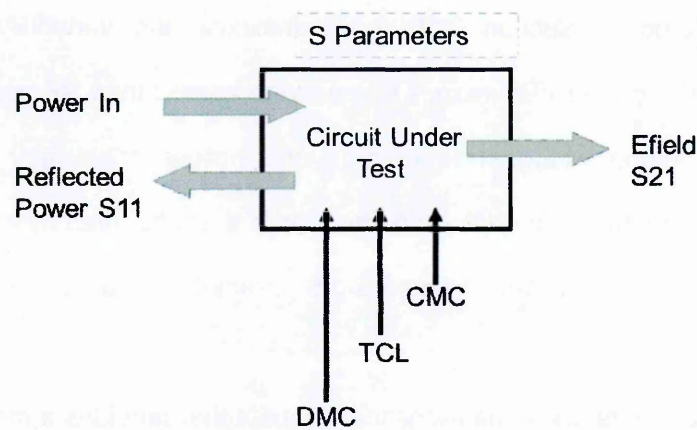 S Parameters
Power In
Circuit Under
Test
Efield
S21
Reflected
Power S11
CMC
TCL
DMC